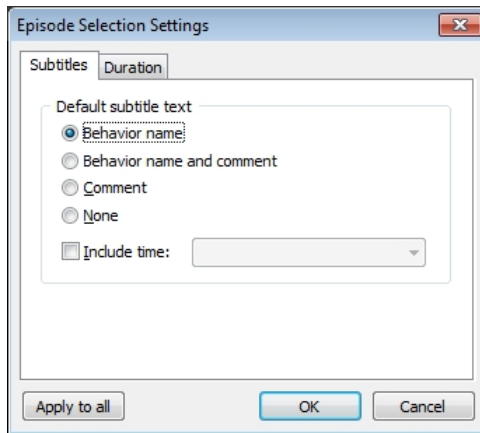 Episode Selection Settings
Subtitles Duration
Default subtitle text
Behavior name
Behavior name and comment
Comment
None
Include time:
Apply to all OK Cancel